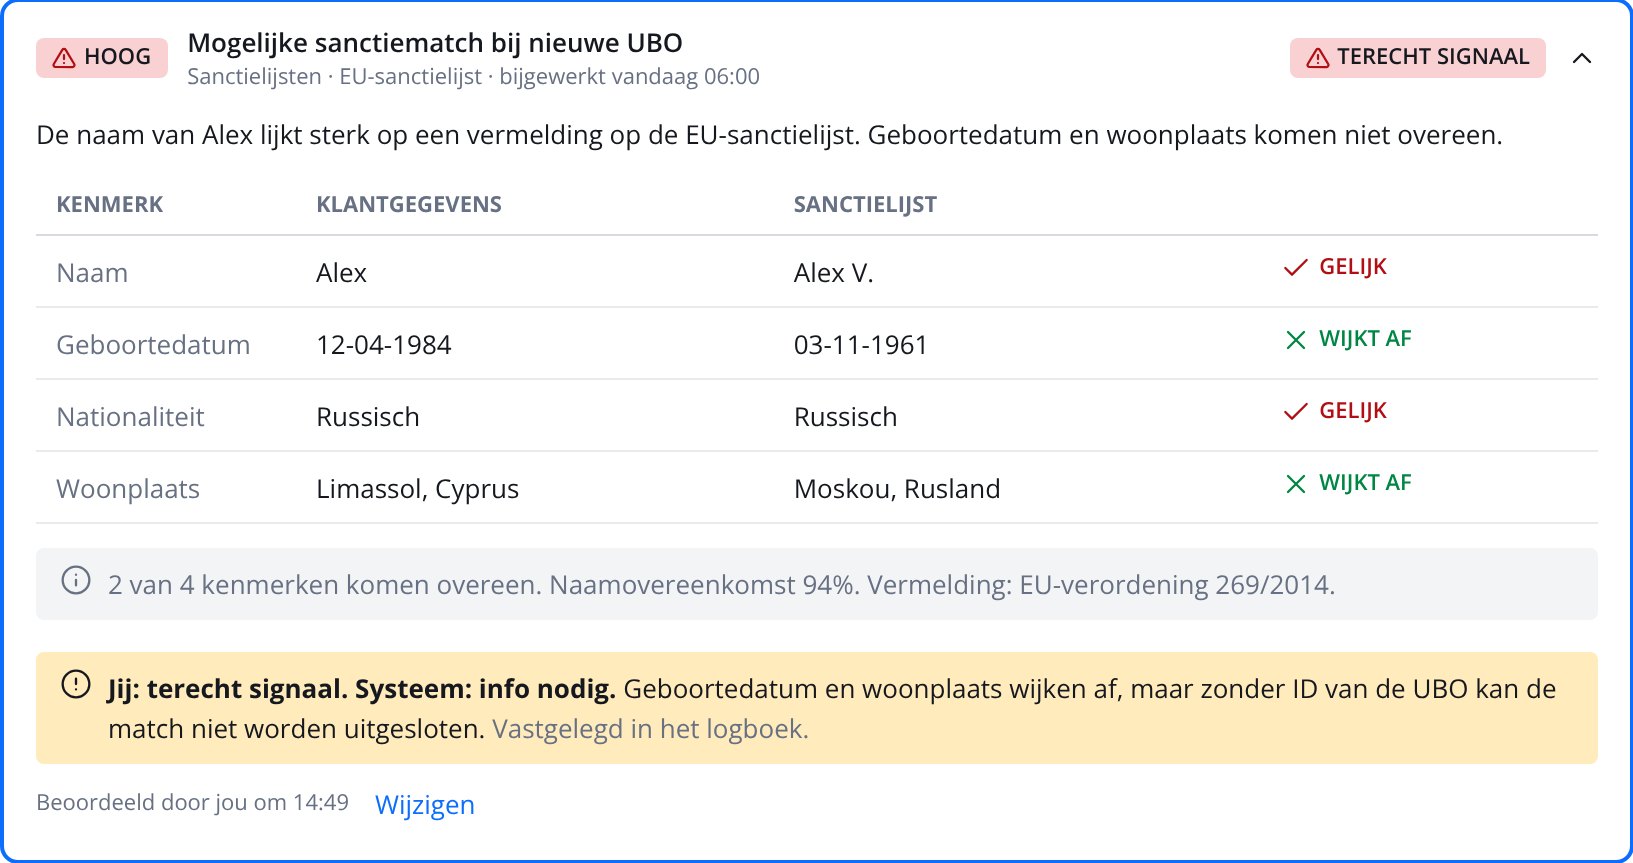 HOOG
Mogelijke sanctiematch bij nieuwe UBO
Sanctielijsten · EU-sanctielijst · bijgewerkt vandaag 06:00
TERECHT SIGNAAL
De naam van Alex lijkt sterk op een vermelding op de EU-sanctielijst. Geboortedatum en woonplaats komen niet overeen.
KENMERK KLANTGEGEVENS SANCTIELIJST
Naam Alex Alex V. GELIJK
Geboortedatum 12-04-1984 03-11-1961 WIJKT AF
Nationaliteit Russisch Russisch GELIJK
Woonplaats Limassol, Cyprus Moskou, Rusland WIJKT AF
2 van 4 kenmerken komen overeen. Naamovereenkomst 94%. Vermelding: EU-verordening 269/2014.
Jij: terecht signaal. Systeem: info nodig. Geboortedatum en woonplaats wijken af, maar zonder ID van de UBO kan de
match niet worden uitgesloten. Vastgelegd in het logboek.
Beoordeeld door jou om 14:49 Wijzigen